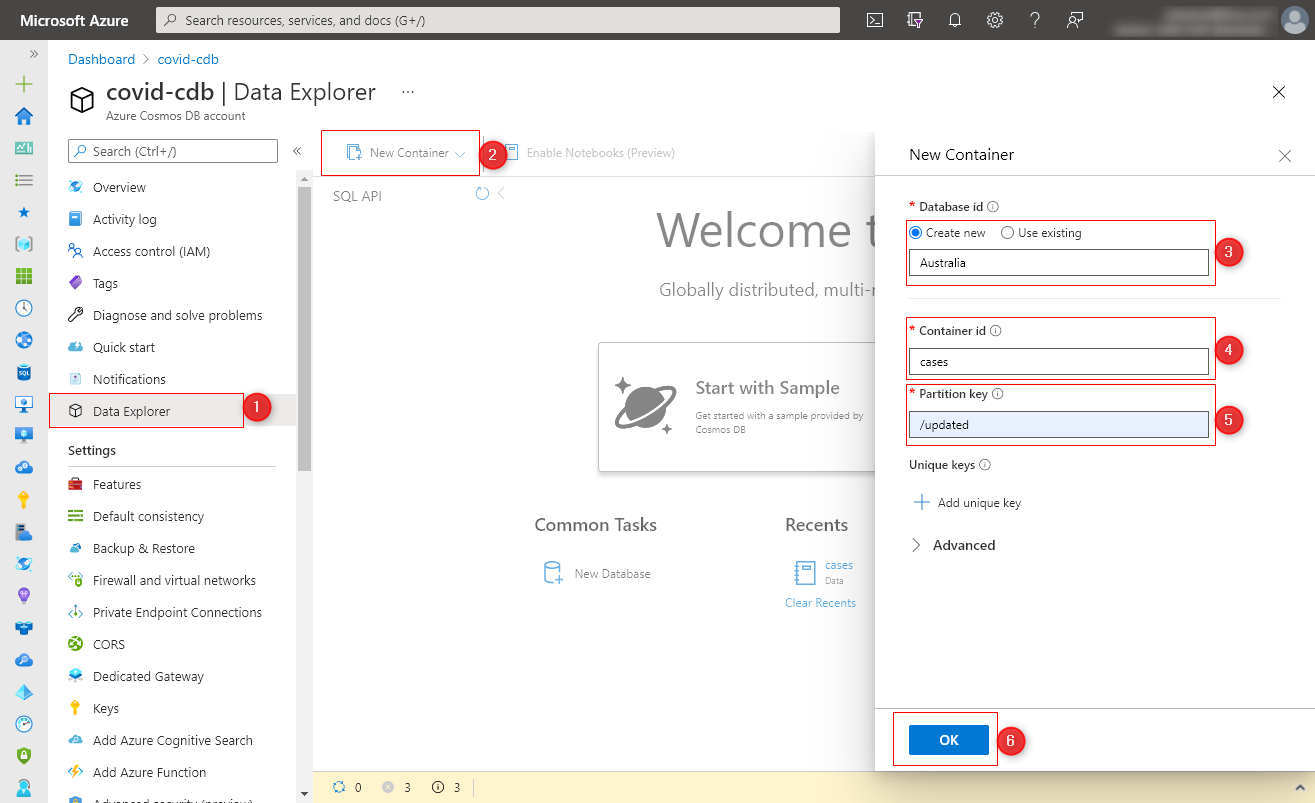 Microsoft Azure
Search resources, services, and docs (G+/)
Dashboard > covid-cdb
covid-cdb | Data Explorer ...
Azure Cosmos DB account
Search (Ctrl+/)
Overview
Activity log
Access control (IAM)
Tags
Diagnose and solve problems
Quick start
Notifications
Data Explorer
1
Settings
Features
Default consistency
Backup & Restore
Firewall and virtual networks
Private Endpoint Connections
CORS
Dedicated Gateway
Keys
Add Azure Cognitive Search
Add Azure Function
Advanced security (preview)
New Container
2
Enable Notebooks (Preview)
SQL API
Welcome t
Globally distributed, multi-
Start with Sample
Get started with a sample provided by
Cosmos DB
Common Tasks
New Database
Recents
cases
Data
Clear Recents
0
3
3
New Container
* Database id
Create new
Use existing
Australia
3
* Container id
cases
4
* Partition key
/updated
5
Unique keys
Add unique key
Advanced
OK
6